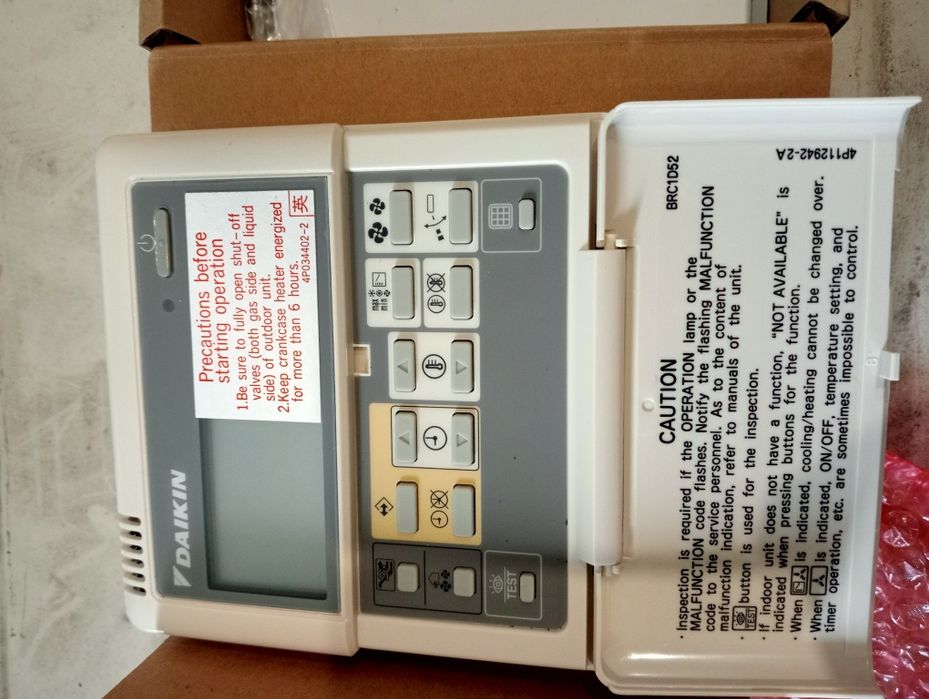 DAIKIN
Precautions before
starting operation
1.Be sure to fully open shut-off
valves (both gas side and liquid
side) of outdoor unit.
2.Keep crankcase heater energized
for more than 6 hours.
4P034402-2 英
max
min
TEST
CAUTION
BRC1D52
· Inspection is required if the OPERATION lamp or the
MALFUNCTION code flashes. Notify the flashing MALFUNCTION
code to the service personnel. As to the content of
malfunction indication, refer to manuals of the unit.
· TEST button is used for the inspection.
· If indoor unit does not have a function, "NOT AVAILABLE" is
indicated when pressing buttons for the function.
· When is indicated, cooling/heating cannot be changed over.
· When is indicated, ON/OFF, temperature setting, and
timer operation, etc. are sometimes impossible to control.
4P112942-2A